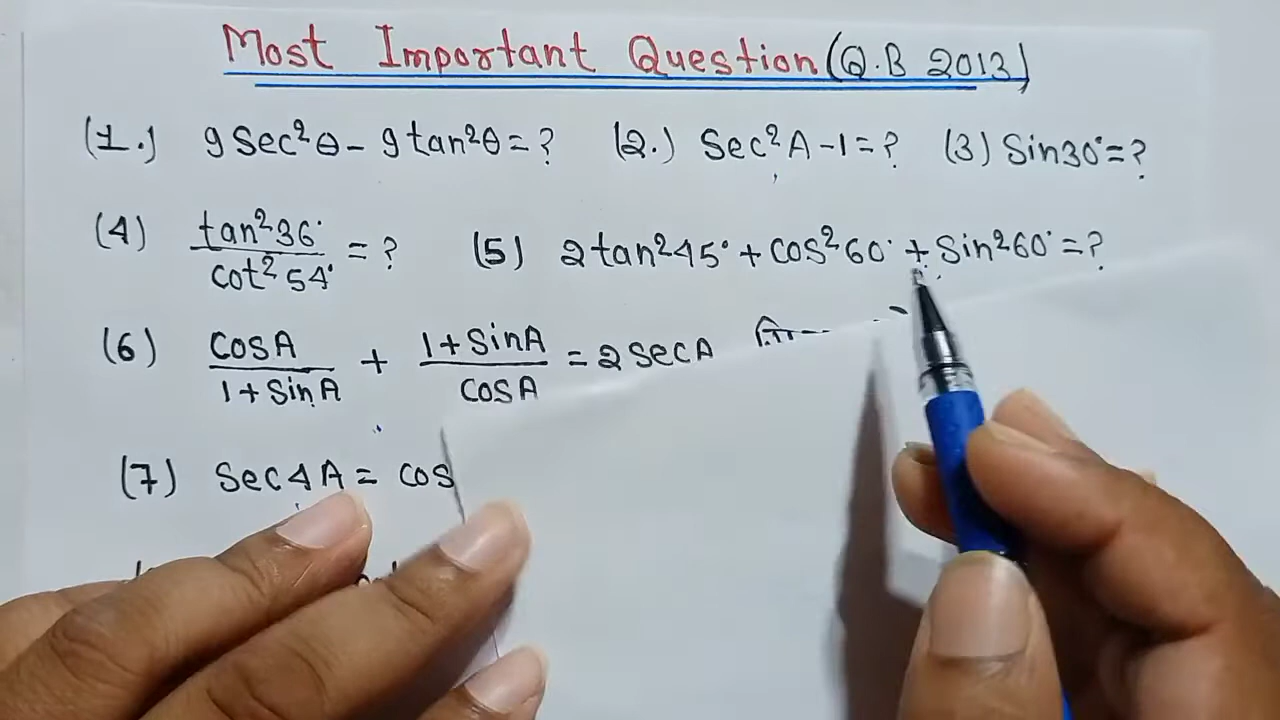 Most Important Question (Q.B 2013)
(1.) 9 Sec²θ - 9 tan²θ = ? (2.) Sec²A - 1 = ? (3) Sin30° = ?
(4) tan²36° / cot²54° = ? (5) 2 tan²45° + cos²60° + Sin²60° = ?
(6) cosA / 1 + SinA + 1 + SinA / cosA = 2 secA
(7) Sec4A = cos